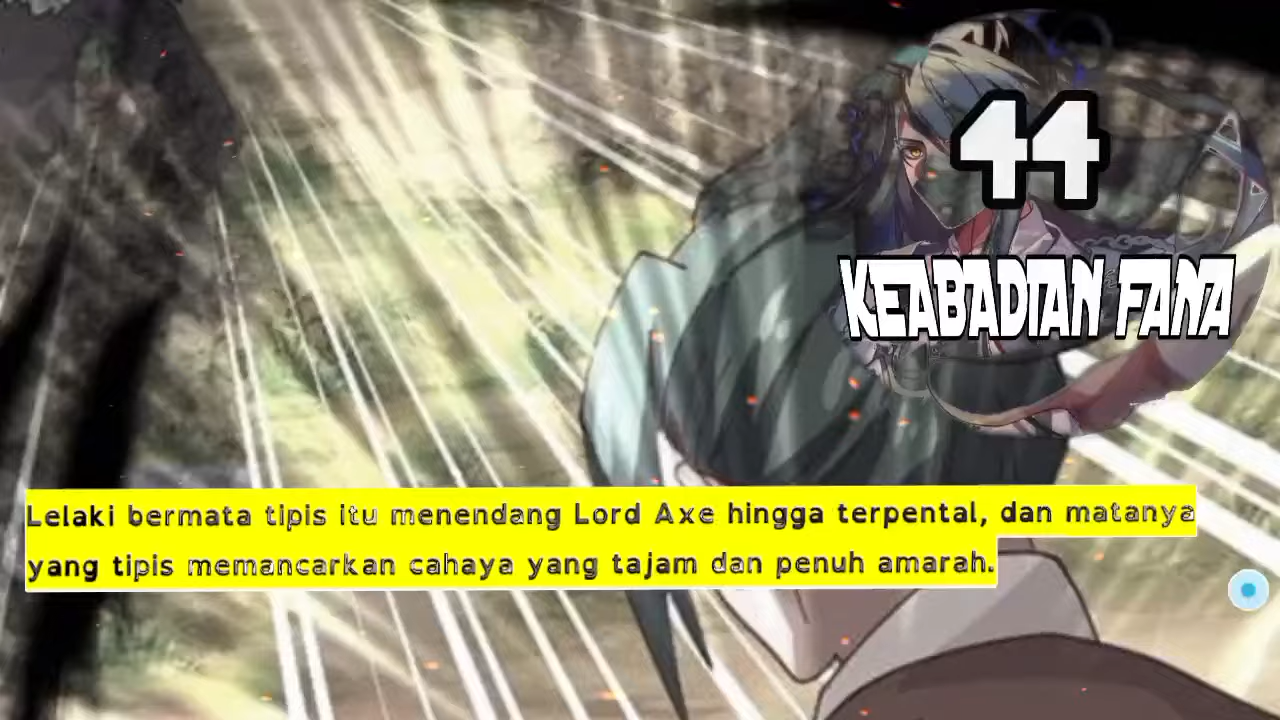 44
KEABADIAN FANA
Lelaki bermata tipis itu menendang Lord Axe hingga terpental, dan matanya
yang tipis memancarkan cahaya yang tajam dan penuh amarah.